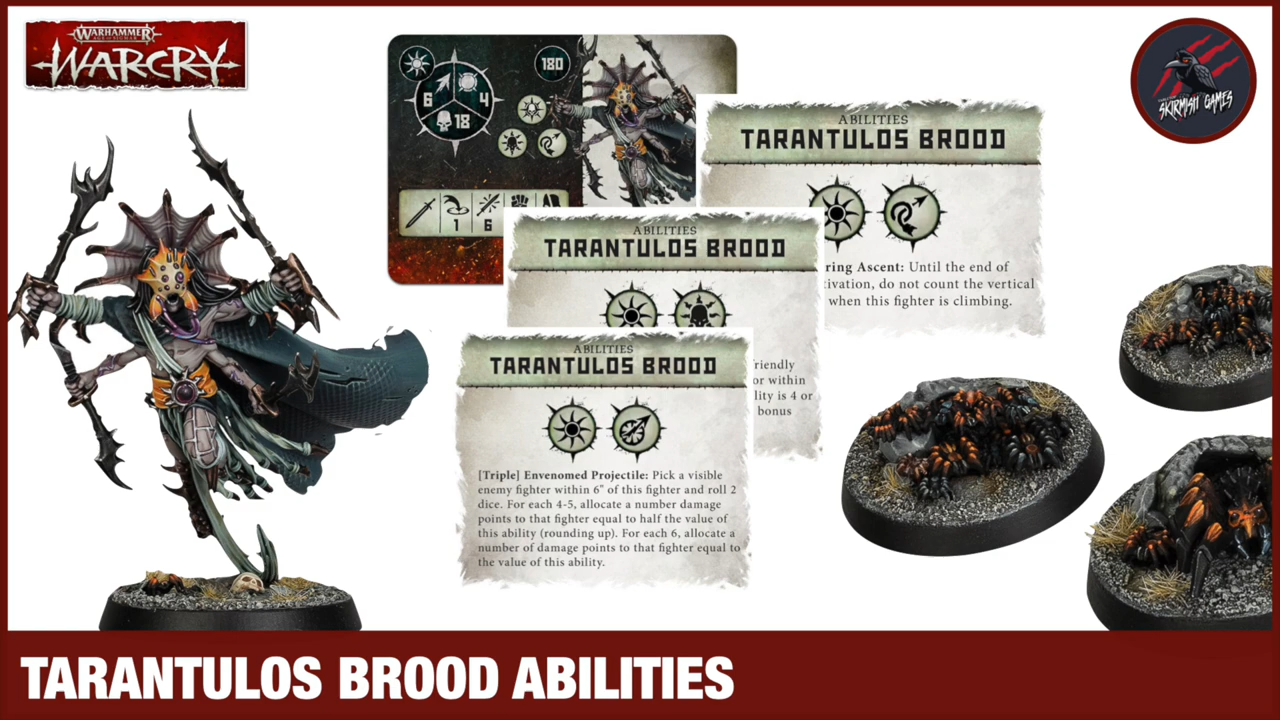 WARHAMMER
AGE OF SIGMAR
WARCRY
180
6
4
18
1
6
ABILITIES
TARANTULOS BROOD
ring Ascent: Until the end of
tivation, do not count the vertical
when this fighter is climbing.
ABILITIES
TARANTULOS BROOD
friendly
or within
lity is 4 or
bonus
ABILITIES
TARANTULOS BROOD
[Triple] Envenomed Projectile: Pick a visible
enemy fighter within 6" of this fighter and roll 2
dice. For each 4-5, allocate a number damage
points to that fighter equal to half the value of
this ability (rounding up). For each 6, allocate a
number of damage points to that fighter equal to
the value of this ability.
SKIRMISH GAMES
TARANTULOS BROOD ABILITIES